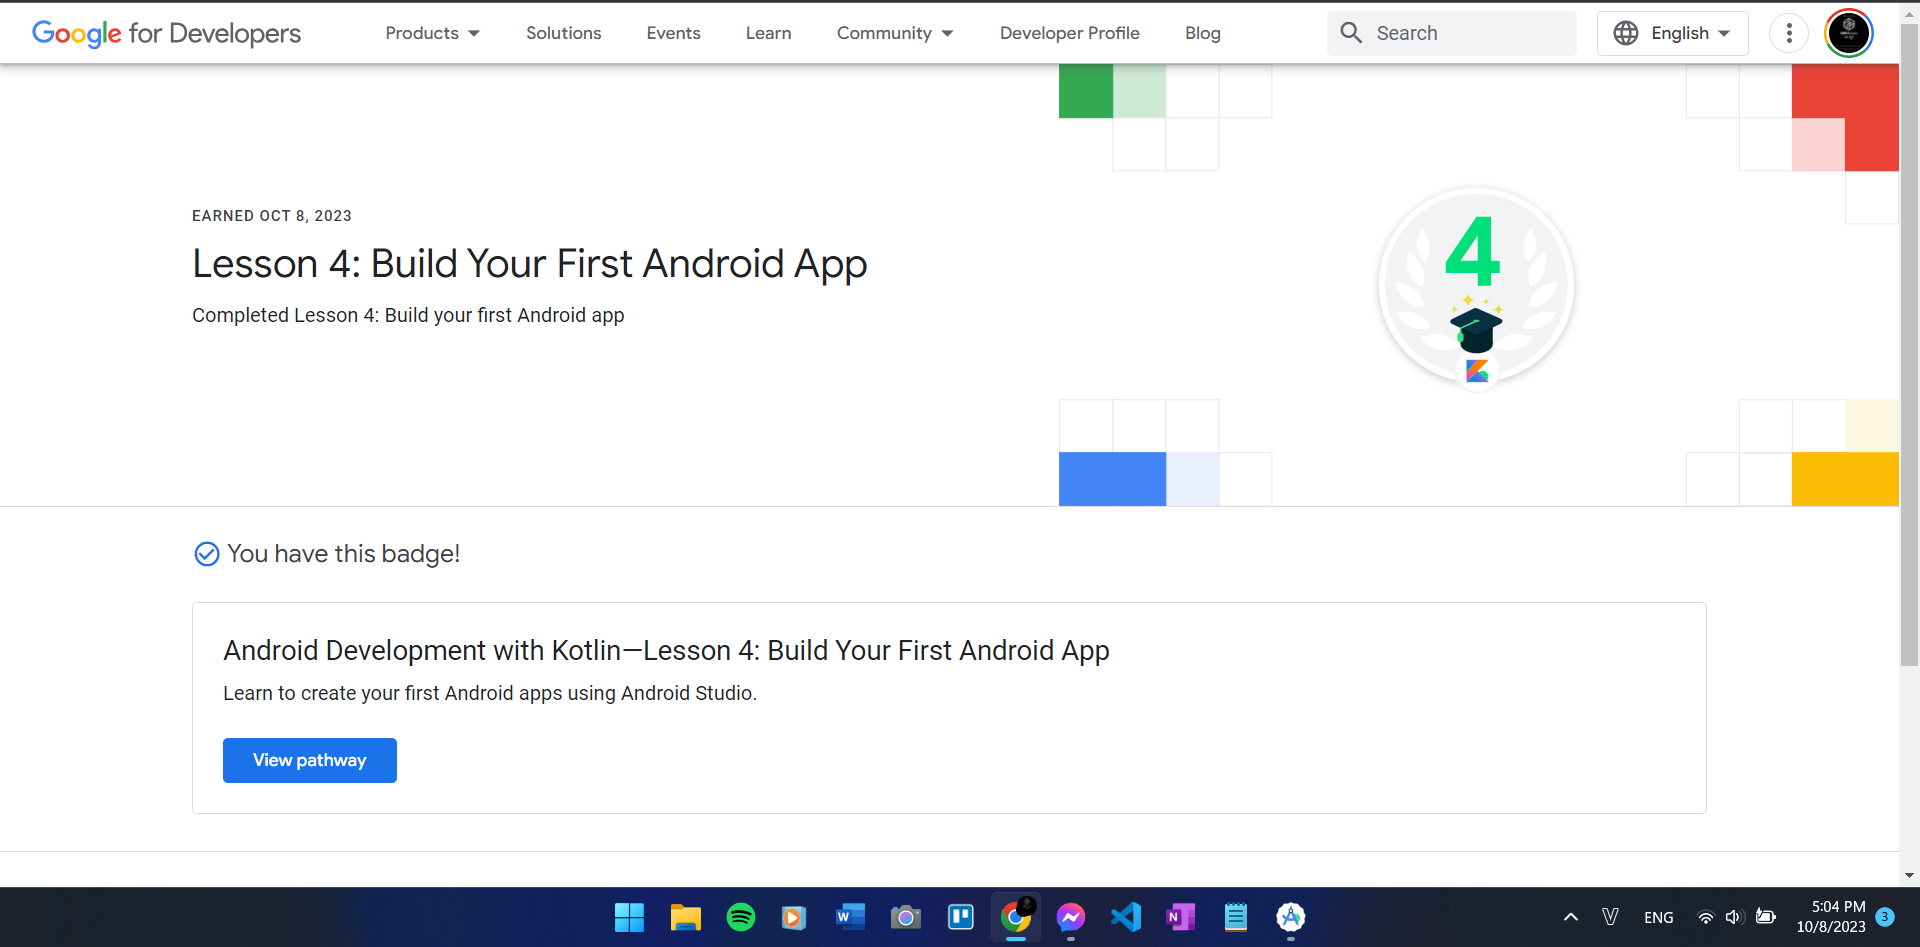 Google for Developers
Products
Solutions
Events
Learn
Community
Developer Profile
Blog
Search
English
EARNED OCT 8, 2023
Lesson 4: Build Your First Android App
Completed Lesson 4: Build your first Android app
4
You have this badge!
Android Development with Kotlin—Lesson 4: Build Your First Android App
Learn to create your first Android apps using Android Studio.
View pathway
W
N
V
ENG
5:04 PM
10/8/2023
3